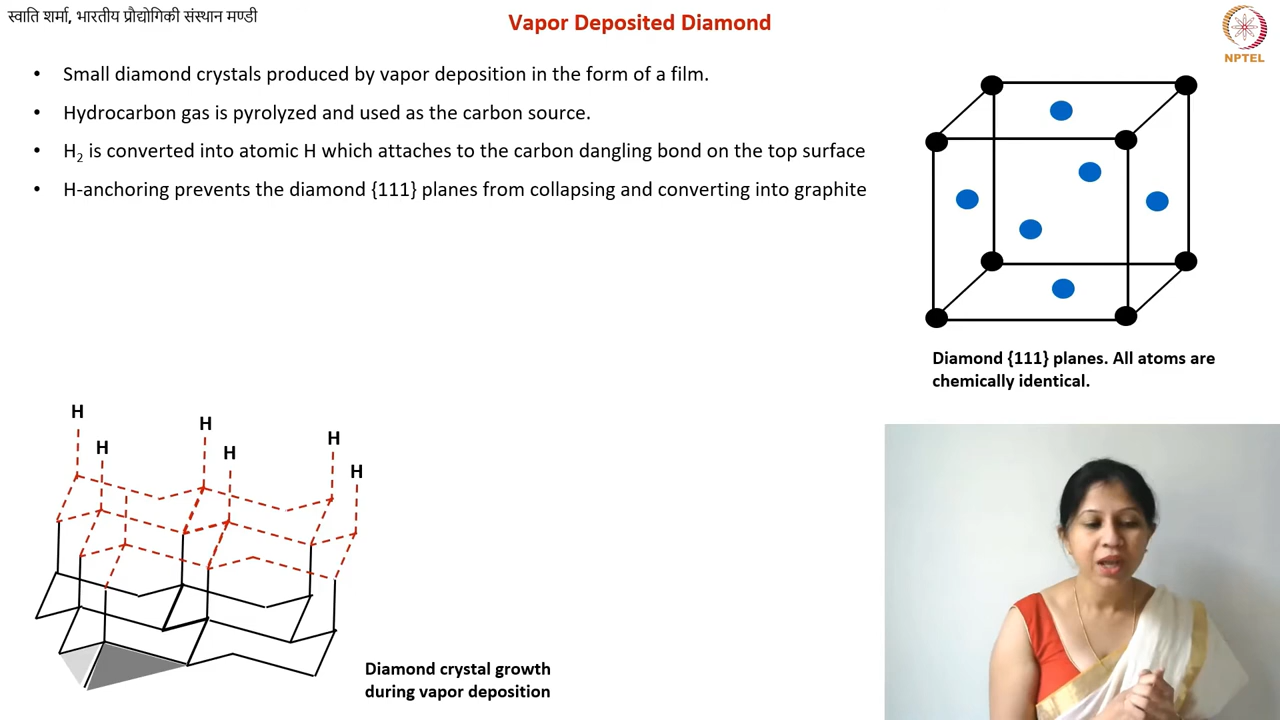 स्वाति शर्मा, भारतीय प्रौद्योगिकी संस्थान मण्डी
Vapor Deposited Diamond
NPTEL
• Small diamond crystals produced by vapor deposition in the form of a film.
• Hydrocarbon gas is pyrolyzed and used as the carbon source.
• H₂ is converted into atomic H which attaches to the carbon dangling bond on the top surface
• H-anchoring prevents the diamond {111} planes from collapsing and converting into graphite
Diamond {111} planes. All atoms are
chemically identical.
H
H
H
H
H
H
Diamond crystal growth
during vapor deposition